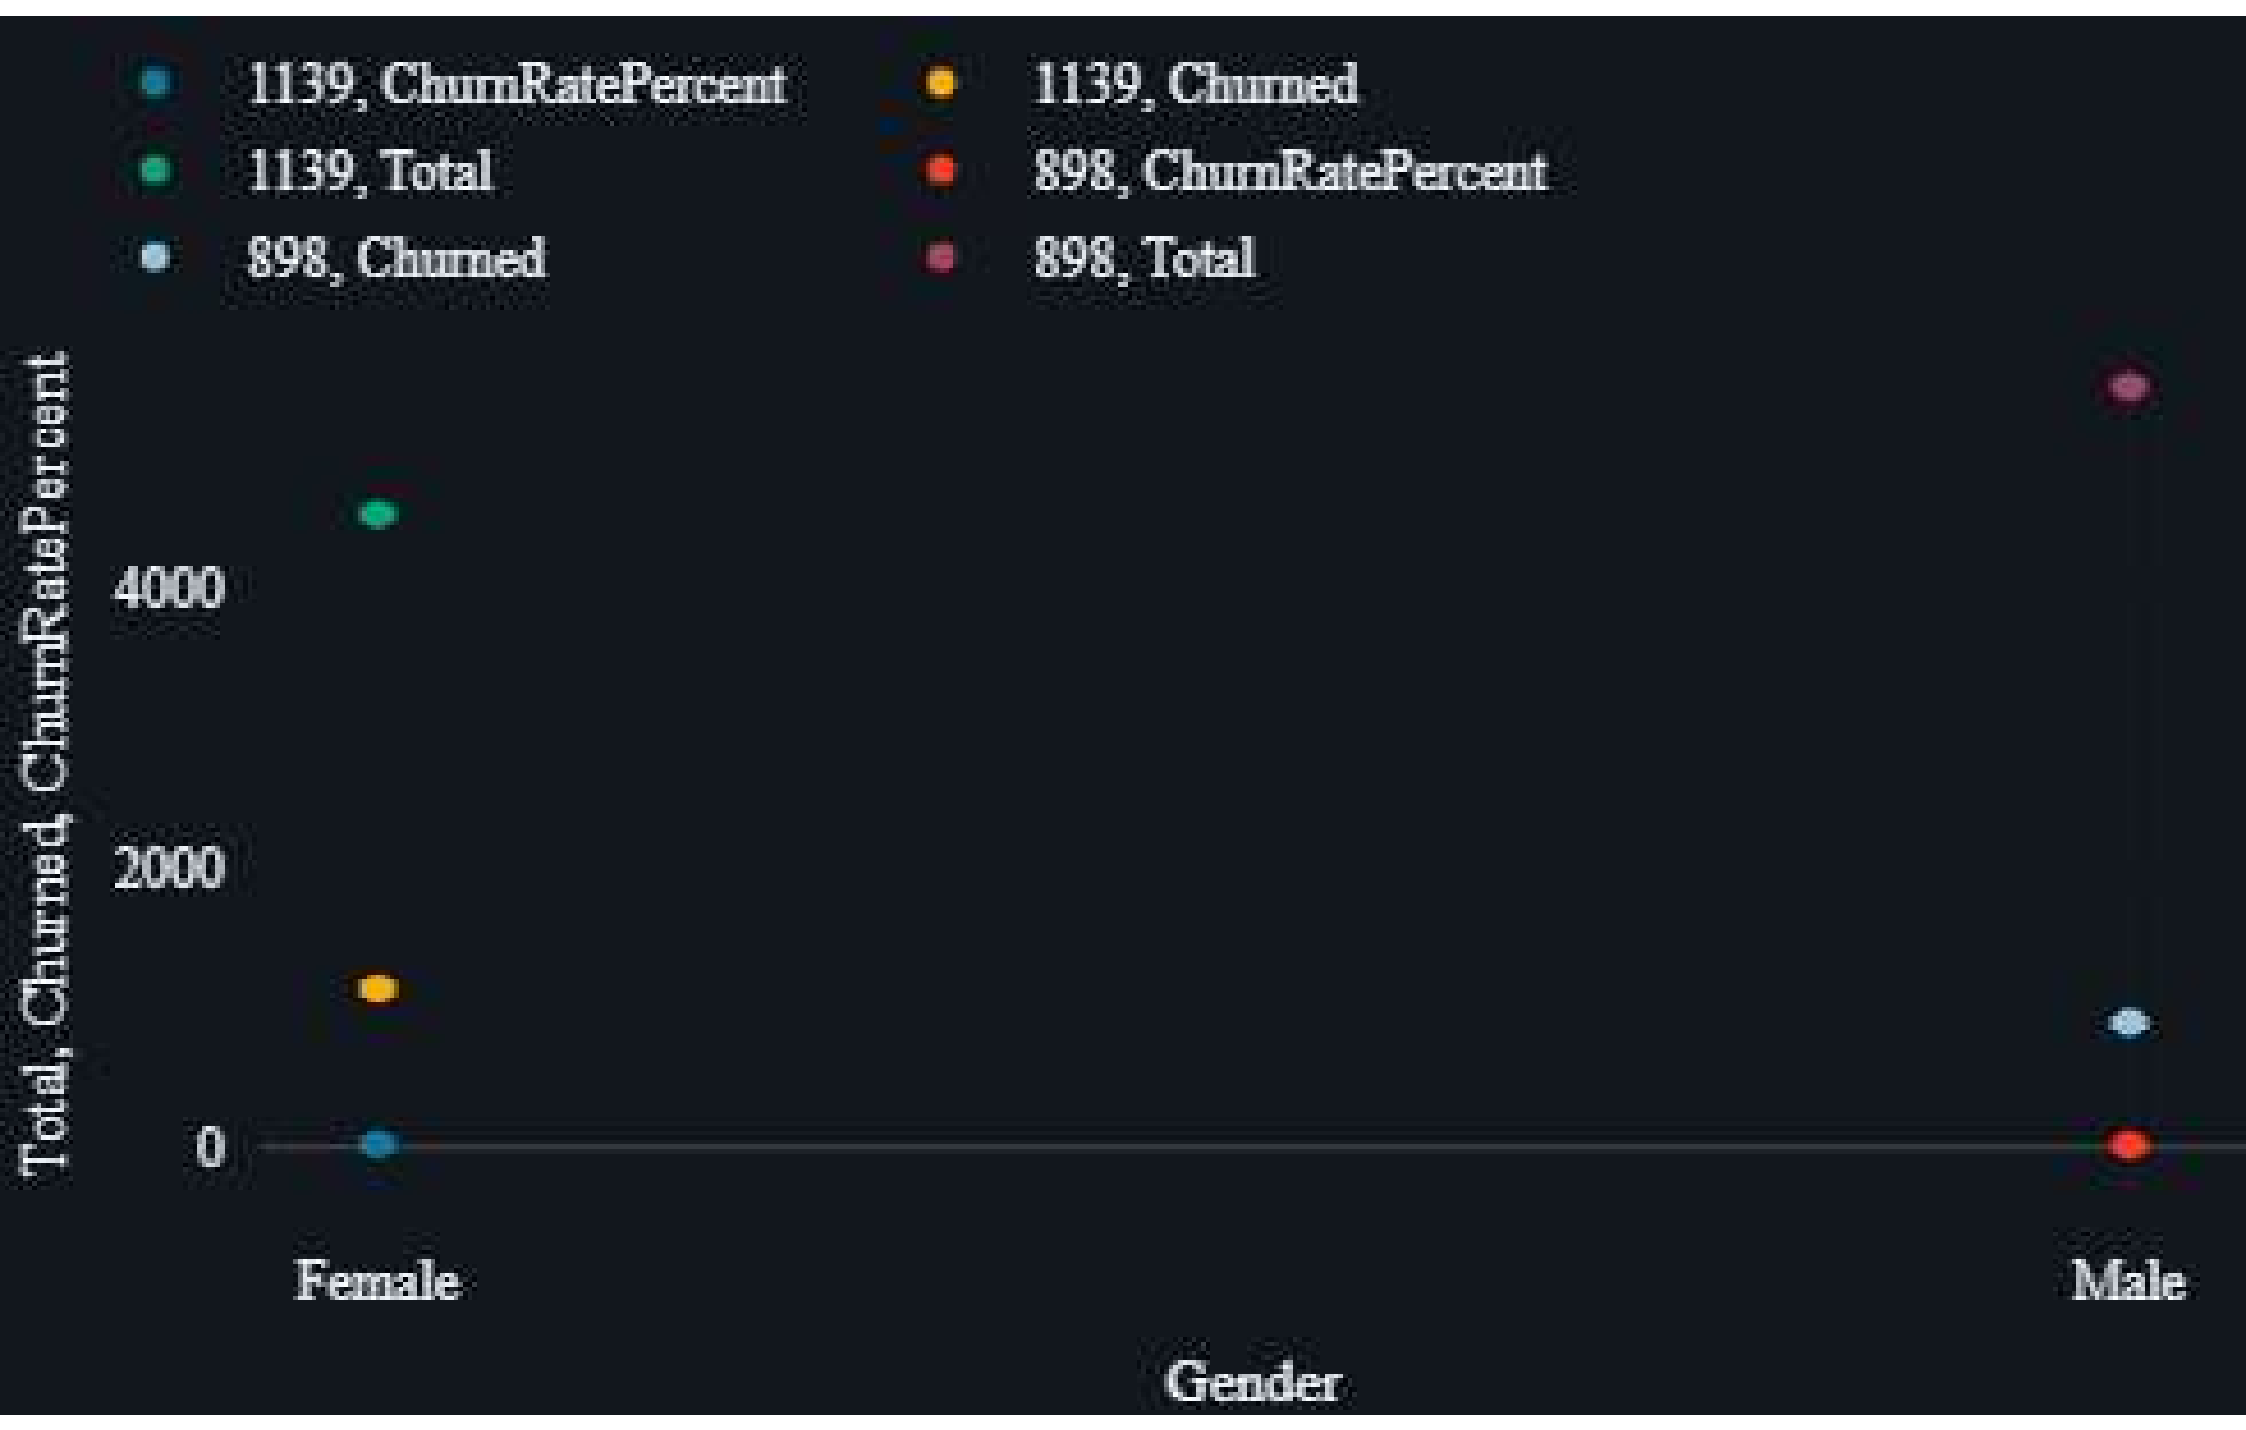 1139, ChurnRatePercent
1139, Churned
1139, Total
898, ChurnRatePercent
898, Churned
898, Total
Total, Churned, ChurnRatePercent
4000
2000
0
Female
Male
Gender